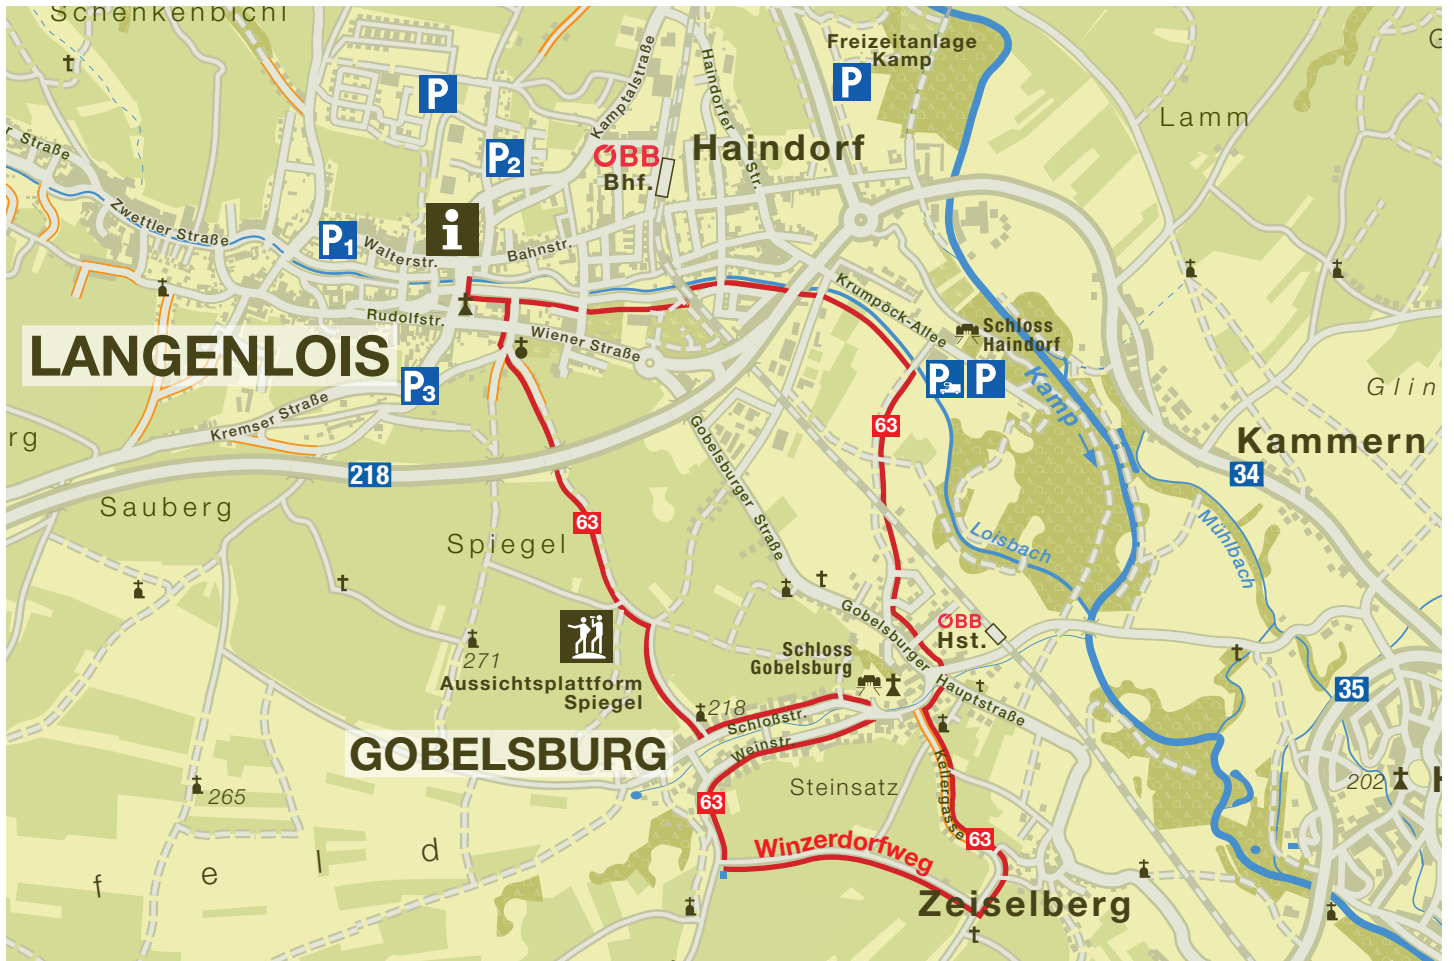 Schenkenbichl
Freizeitanlage
Kamp
P
G
P
Lamm
Kamptalstraße
Haindorfer Str.
r Straße
P2
ÖBB
Bhf.
Haindorf
Zwettler Straße
P1
Walterstr.
i
Bahnstr.
Krumpöck-Allee
Rudolfstr.
Wiener Straße
Schloss
Haindorf
LANGENLOIS
P3
P
P
Kamp
Glin
Kremser Straße
rg
63
Gobelsburger Straße
Kammern
218
34
Sauberg
63
Spiegel
Loisbach
Mühlbach
Gobelsburger
ÖBB
Hst.
Schloss
Gobelsburg
271
Aussichtsplattform
Spiegel
Hauptstraße
35
218
Schloßstr.
Weinstr.
GOBELSBURG
Kellergasse
Steinsatz
265
202
H
63
63
Winzerdorfweg
f e l d
Zeiselberg